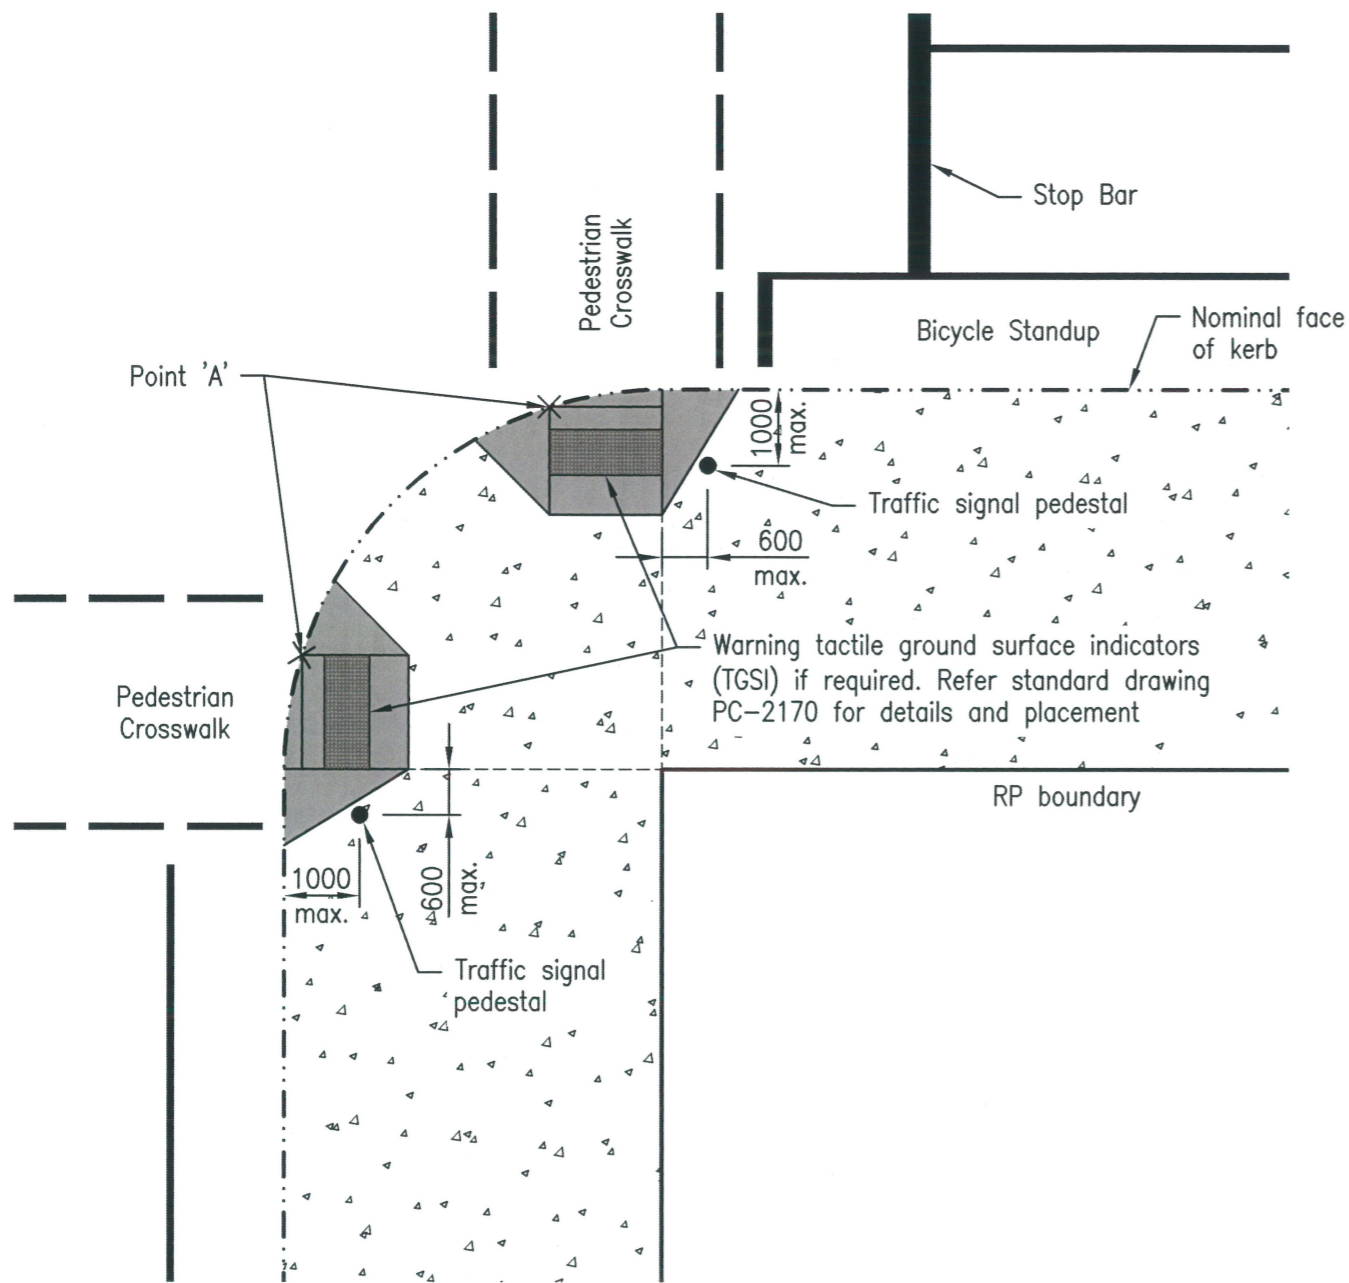 Stop Bar
Pedestrian
Crosswalk
Bicycle Standup
Nominal face
of kerb
Point 'A'
1000
max.
Traffic signal pedestal
600
max.
Warning tactile ground surface indicators
(TGSI) if required. Refer standard drawing
PC-2170 for details and placement
Pedestrian
Crosswalk
RP boundary
1000
max.
600
max.
Traffic signal
pedestal